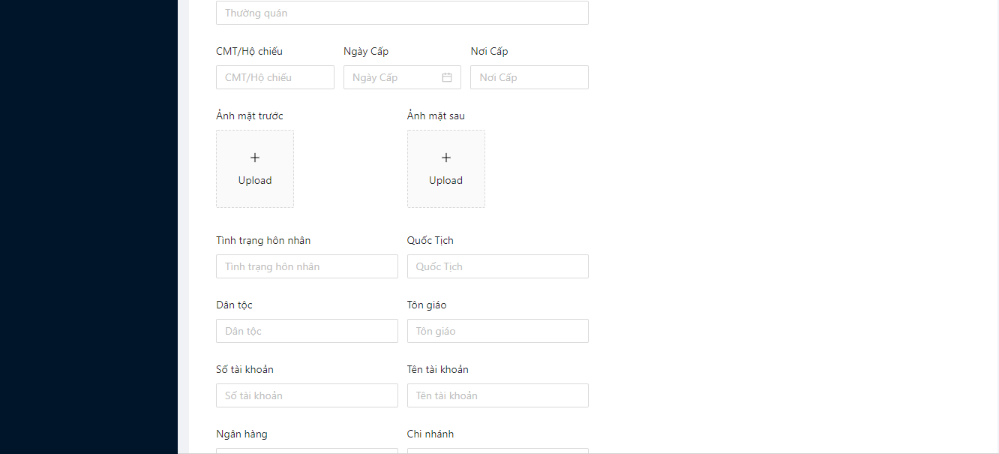 Thường quán
CMT/Hộ chiếu Ngày Cấp Nơi Cấp
CMT/Hộ chiếu Ngày Cấp Nơi Cấp
Ảnh mặt trước Ảnh mặt sau
Upload Upload
Tình trạng hôn nhân Quốc Tịch
Tình trạng hôn nhân Quốc Tịch
Dân tộc Tôn giáo
Dân tộc Tôn giáo
Số tài khoản Tên tài khoản
Số tài khoản Tên tài khoản
Ngân hàng Chi nhánh